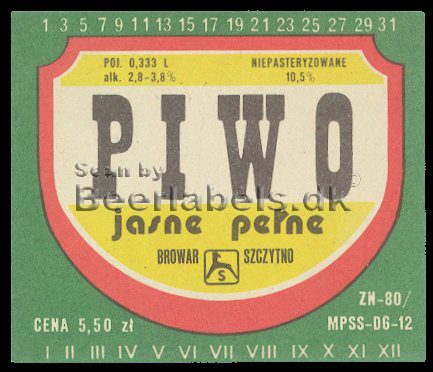 1 3 5 7 9 11 13 15 17 19 21 23 25 27 29 31
POJ. 0,333 L NIEPASTERYZOWANE
alk. 2,8-3,8% 10,5%
PIWO
Scan by
Beerlabels.dk
©
jasne pełne
BROWAR S SZCZYTNO
ZN-80/
CENA 5,50 zł MPSS-DG-12
I II III IV V VI VII VIII IX X XI XII